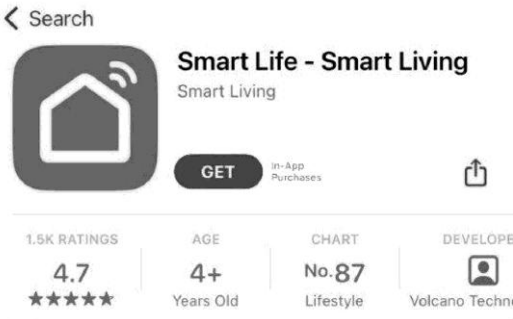 Search
Smart Life - Smart Living
Smart Living
GET
In-App
Purchases
1.5K RATINGS
AGE
CHART
DEVELOPE
4.7
4+
No.87
★★★★★
Years Old
Lifestyle
Volcano Techno